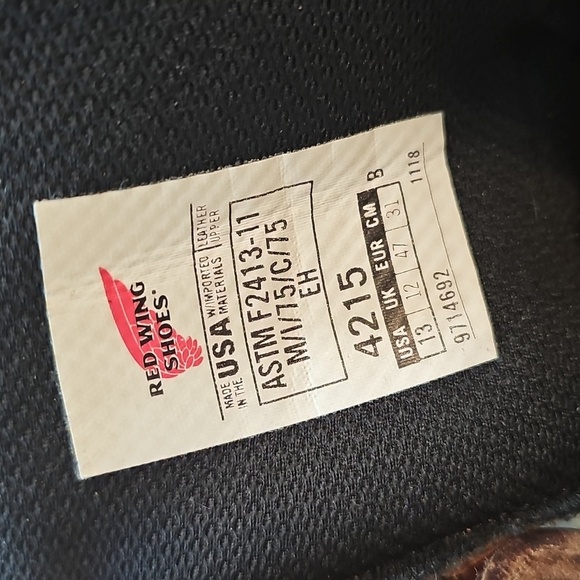 RED WING
SHOES®
MADE IN THE USA W/IMPORTED MATERIALS
LEATHER UPPER
ASTM F2413-11
M/I/75/C/75
EH
4215
USA UK EUR CM
13 12 47 31 B
9714692 1118